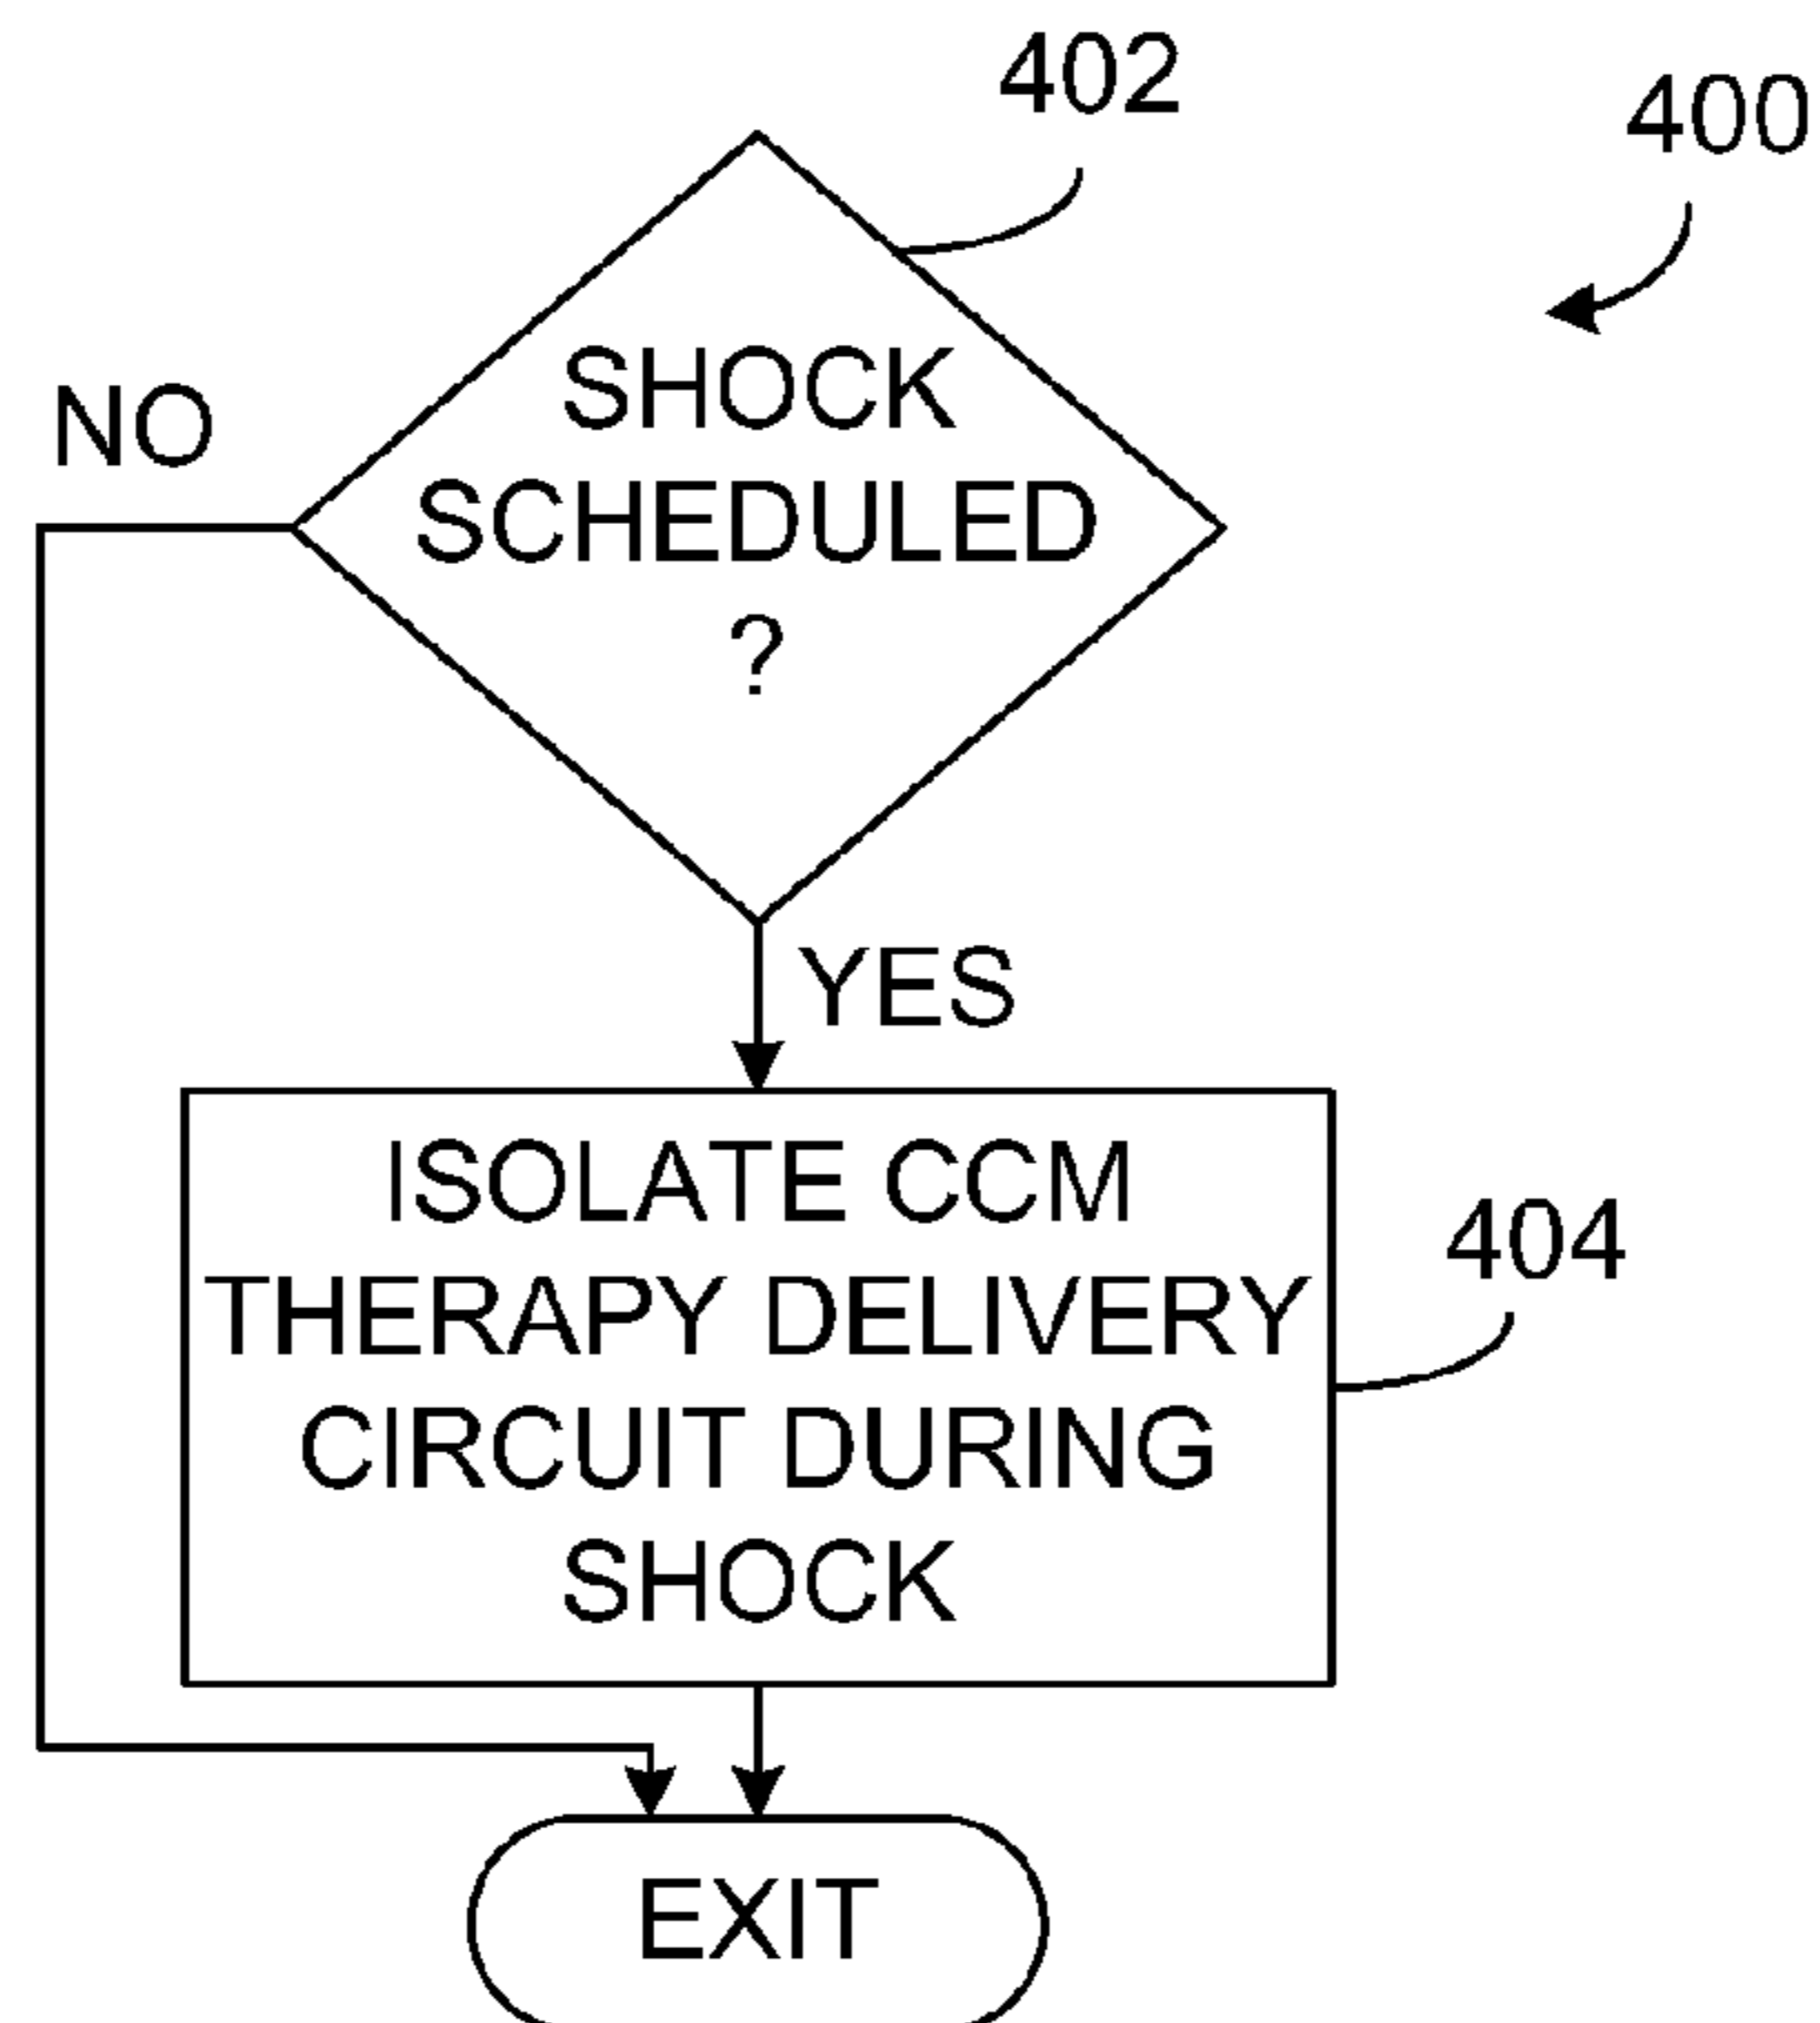 402
400
SHOCK
SCHEDULED
?
NO
YES
ISOLATE CCM
THERAPY DELIVERY
CIRCUIT DURING
SHOCK
404
EXIT